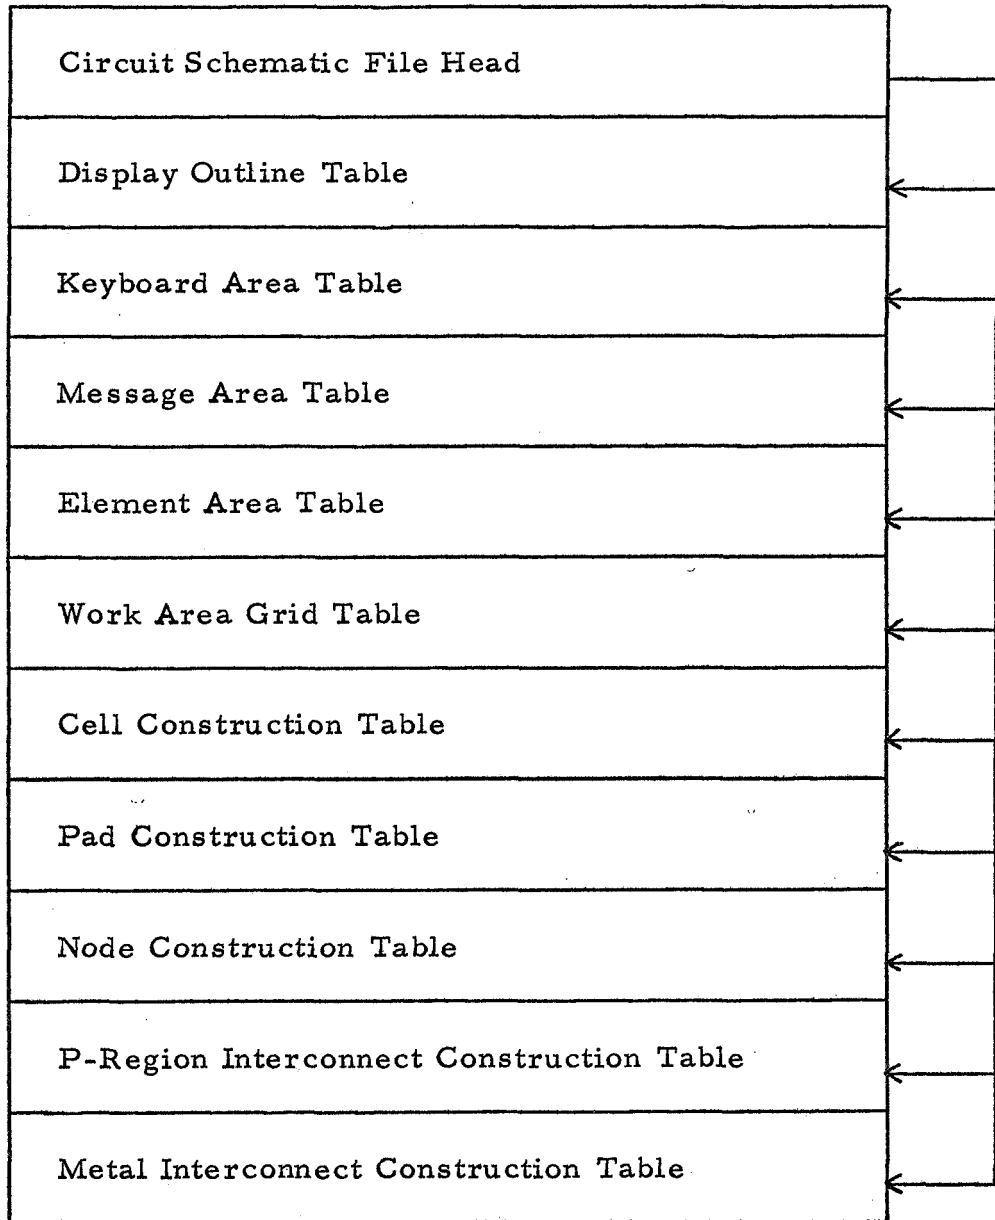 Circuit Schematic File Head
Display Outline Table
Keyboard Area Table
Message Area Table
Element Area Table
Work Area Grid Table
Cell Construction Table
Pad Construction Table
Node Construction Table
P-Region Interconnect Construction Table
Metal Interconnect Construction Table